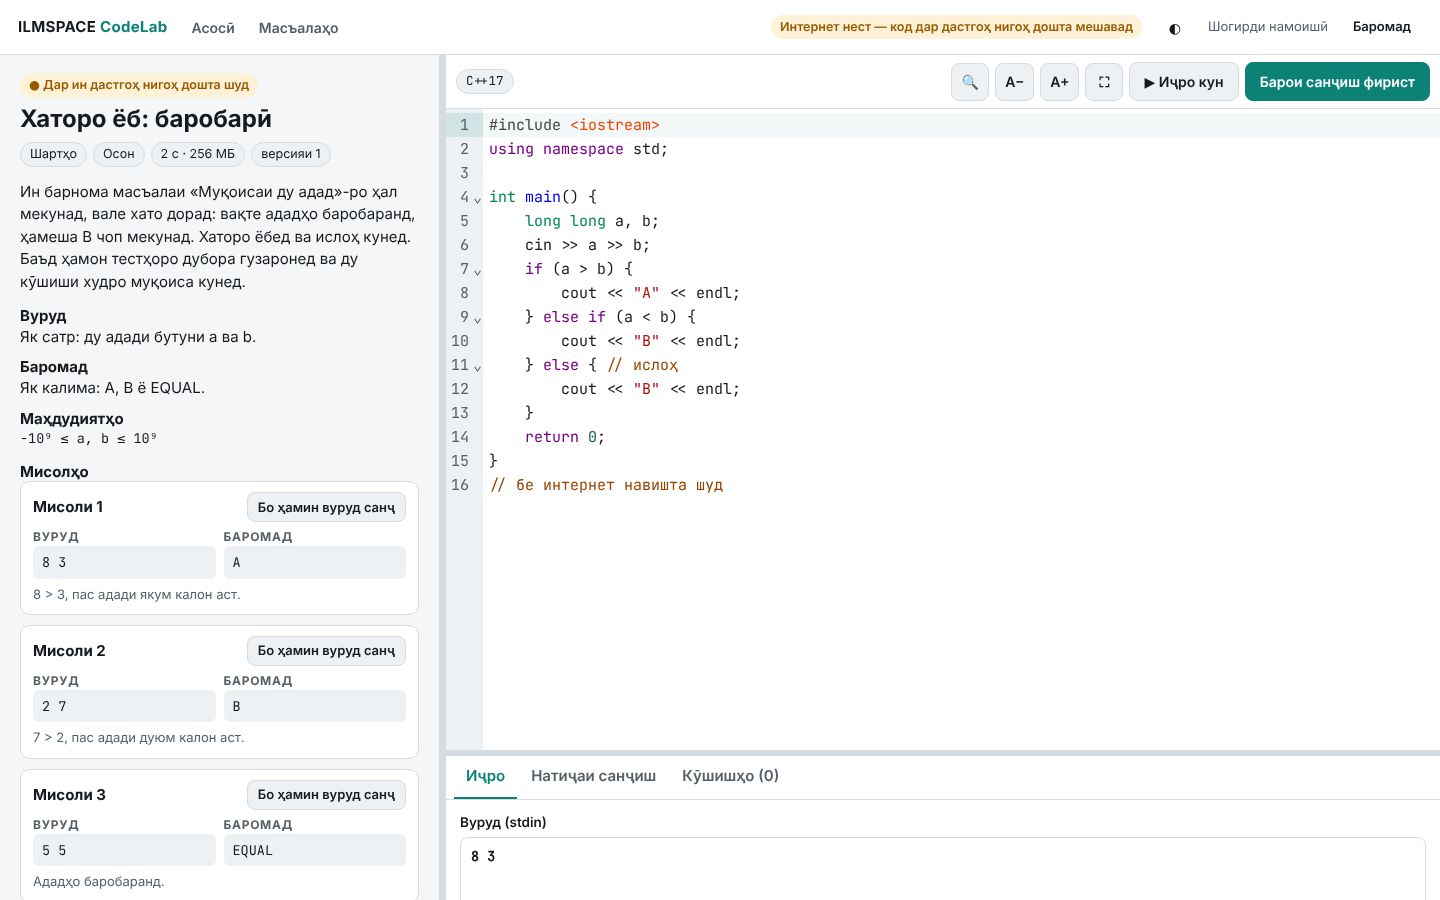 ILMSPACE CodeLab
Асосӣ
Масъалаҳо
Интернет нест — код дар дастгоҳ нигоҳ дошта мешавад
Шогирди намоишӣ
Баромад
Дар ин дастгоҳ нигоҳ дошта шуд
Хаторо ёб: баробарӣ
Шартҳо
Осон
2 с · 256 МБ
версияи 1
Ин барнома масъалаи «Муқоисаи ду адад»-ро ҳал
мекунад, вале хато дорад: вақте ададҳо баробаранд,
ҳамеша B чоп мекунад. Хаторо ёбед ва ислоҳ кунед.
Баъд ҳамон тестҳоро дубора гузаронед ва ду
кӯшиши худро муқоиса кунед.
Вуруд
Як сатр: ду адади бутуни a ва b.
Баромад
Як калима: A, B ё EQUAL.
Маҳдудиятҳо
-10⁹ ≤ a, b ≤ 10⁹
Мисолҳо
Мисоли 1
Бо ҳамин вуруд санҷ
ВУРУД
БАРОМАД
8 3
A
8 > 3, пас адади якум калон аст.
Мисоли 2
Бо ҳамин вуруд санҷ
ВУРУД
БАРОМАД
2 7
B
7 > 2, пас адади дуюм калон аст.
Мисоли 3
Бо ҳамин вуруд санҷ
ВУРУД
БАРОМАД
5 5
EQUAL
Ададҳо баробаранд.
C++17
A−
A+
▶ Иҷро кун
Барои санҷиш фирист
1 #include <iostream>
2 using namespace std;
3
4 int main() {
5     long long a, b;
6     cin >> a >> b;
7     if (a > b) {
8         cout << "A" << endl;
9     } else if (a < b) {
10         cout << "B" << endl;
11     } else { // ислоҳ
12         cout << "B" << endl;
13     }
14     return 0;
15 }
16 // бе интернет навишта шуд
Иҷро
Натиҷаи санҷиш
Кӯшишҳо (0)
Вуруд (stdin)
8 3